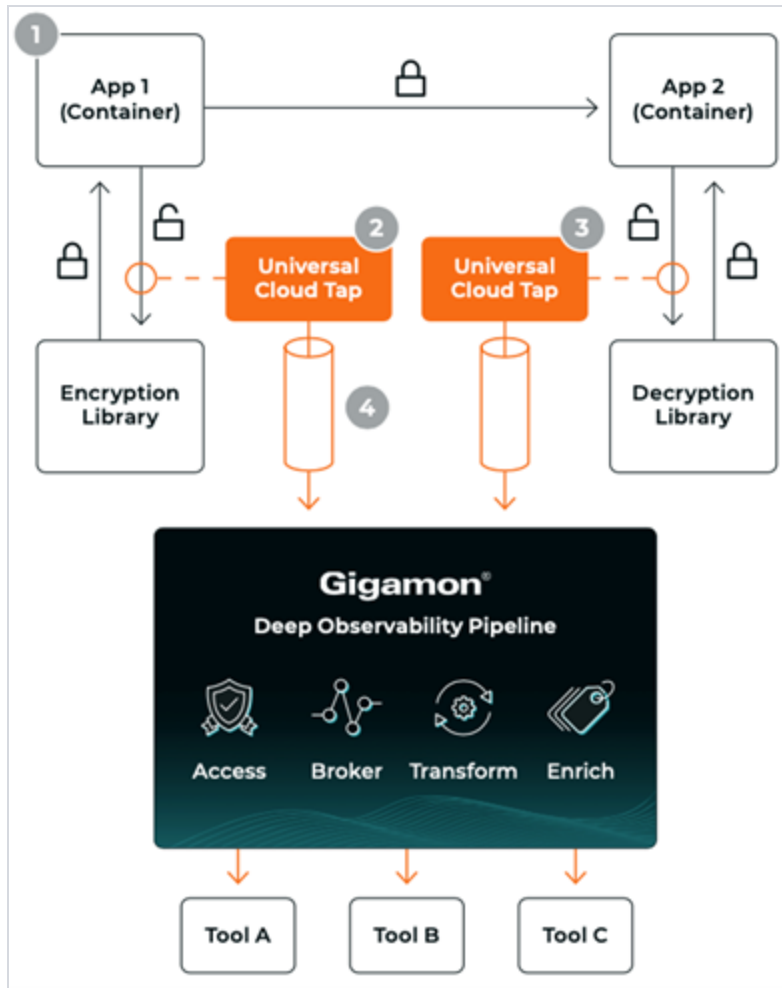 1
App 1
(Container)
App 2
(Container)
2
Universal
Cloud Tap
3
Universal
Cloud Tap
Encryption
Library
4
Decryption
Library
Gigamon®
Deep Observability Pipeline
Access
Broker
Transform
Enrich
Tool A
Tool B
Tool C